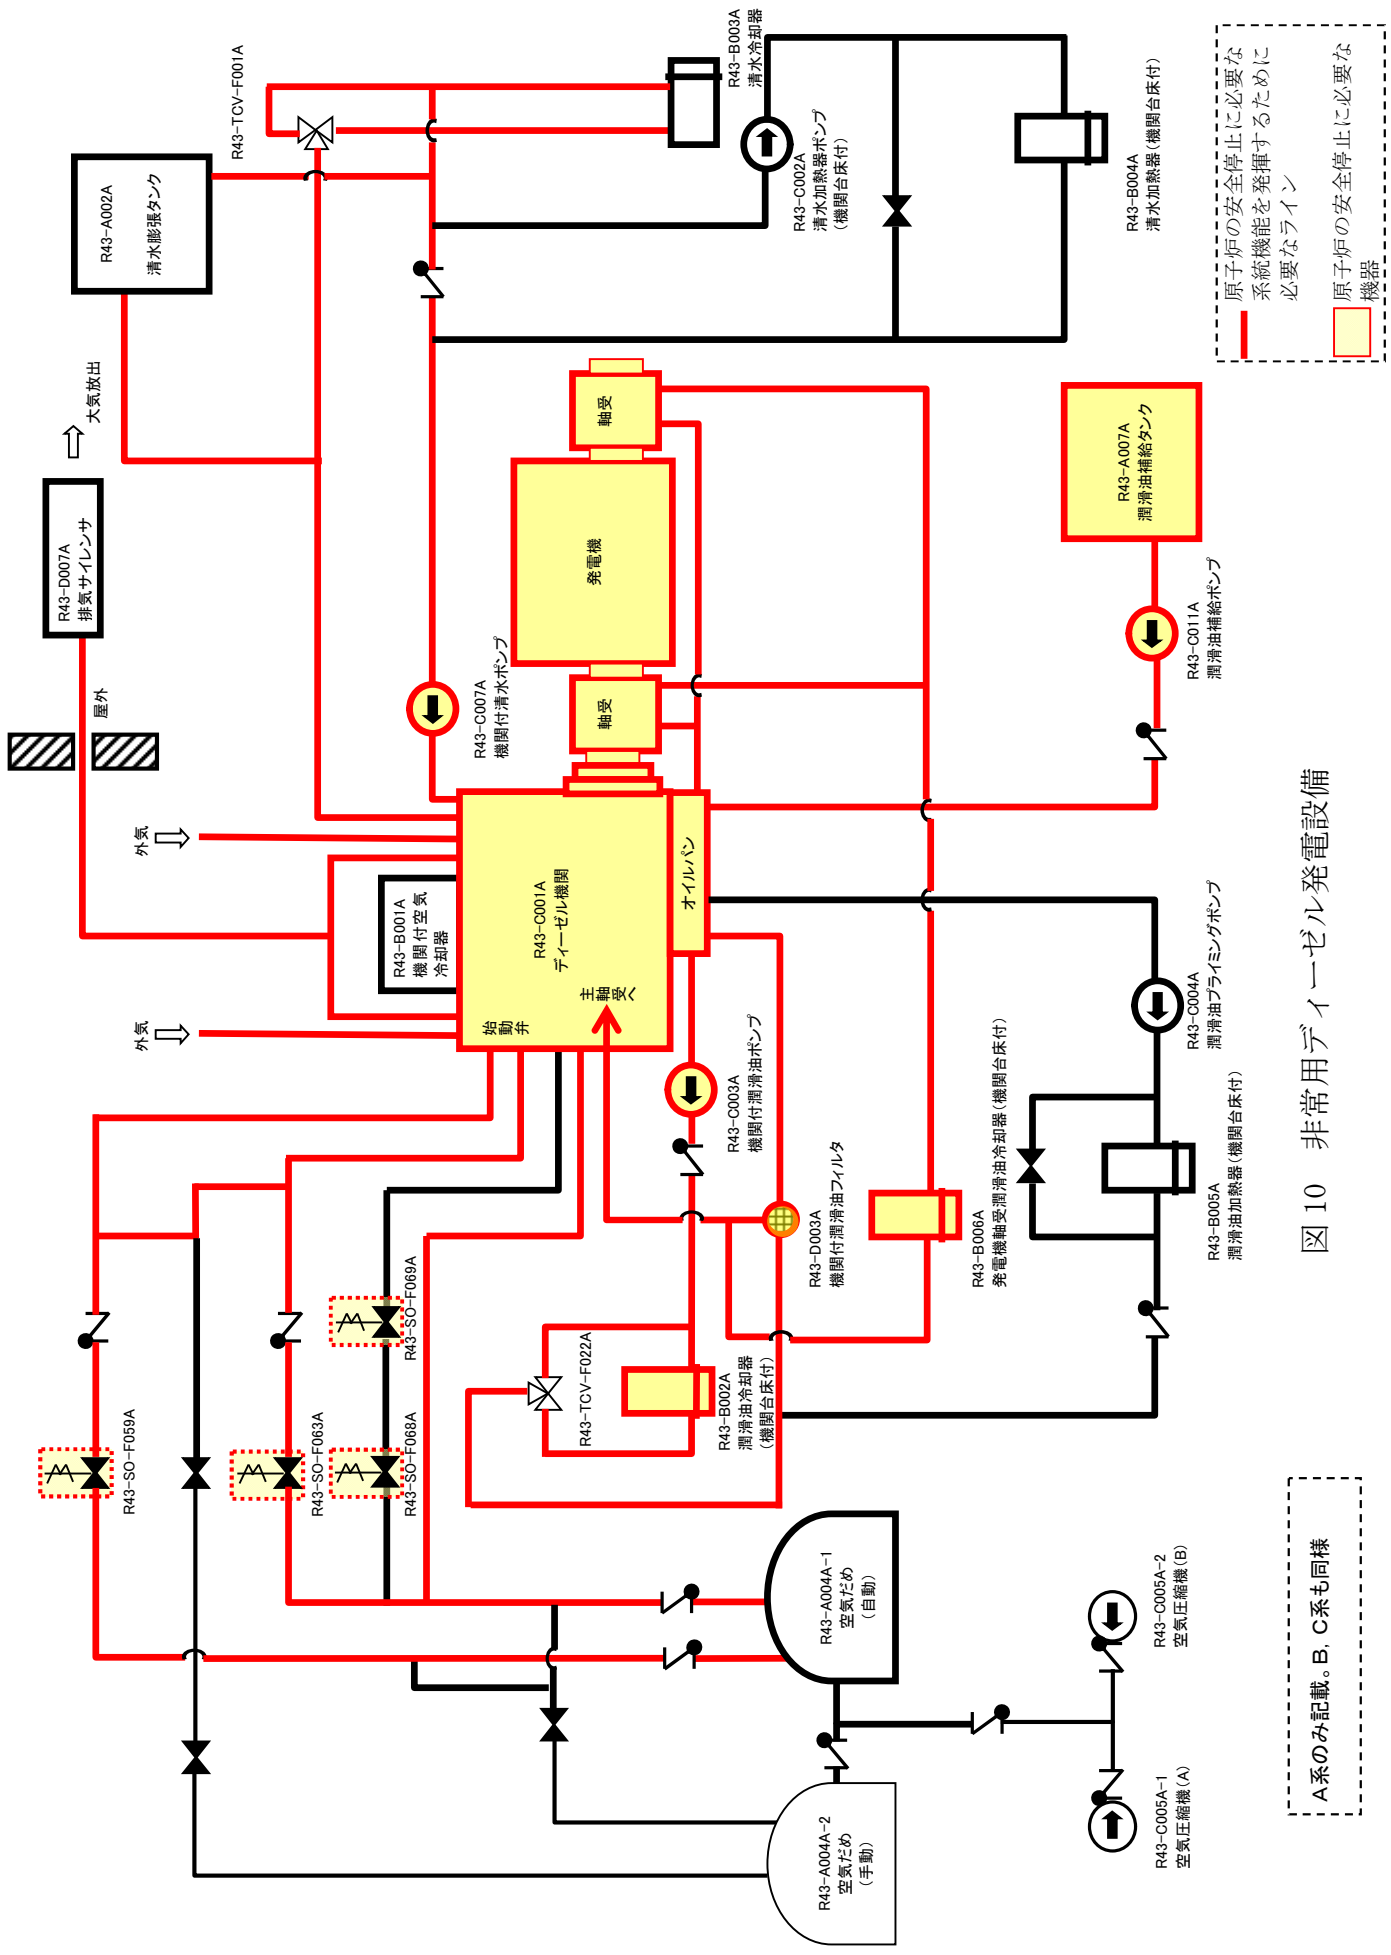 R43-A004A-2
空気だめ
（手動）
R43-A004A-1
空気だめ
（自動）
R43-C005A-1
空気圧縮機(A)
R43-C005A-2
空気圧縮機(B)
R43-SO-F059A
R43-SO-F063A
R43-SO-F068A
R43-SO-F069A
R43-TCV-F022A
R43-B002A
潤滑油冷却器
（機関台床付）
R43-D003A
機関付潤滑油フィルタ
R43-C003A
機関付潤滑油ポンプ
R43-B006A
発電機軸受潤滑油冷却器（機関台床付）
R43-B005A
潤滑油加熱器（機関台床付）
R43-C004A
潤滑油プライミングポンプ
外気
外気
始動弁
主軸受へ
R43-C001A
ディーゼル機関
R43-B001A
機関付空気
冷却器
オイルパン
屋外
R43-D007A
排気サイレンサ
大気放出
R43-C007A
機関付清水ポンプ
軸受
発電機
軸受
R43-C011A
潤滑油補給ポンプ
R43-A007A
潤滑油補給タンク
R43-A002A
清水膨張タンク
R43-TCV-F001A
R43-B003A
清水冷却器
R43-C002A
清水加熱器ポンプ
（機関台床付）
R43-B004A
清水加熱器（機関台床付）
原子炉の安全停止に必要な
系統機能を発揮するために
必要なライン
原子炉の安全停止に必要な
機器
A系のみ記載。B, C系も同様
図10　非常用ディーゼル発電設備